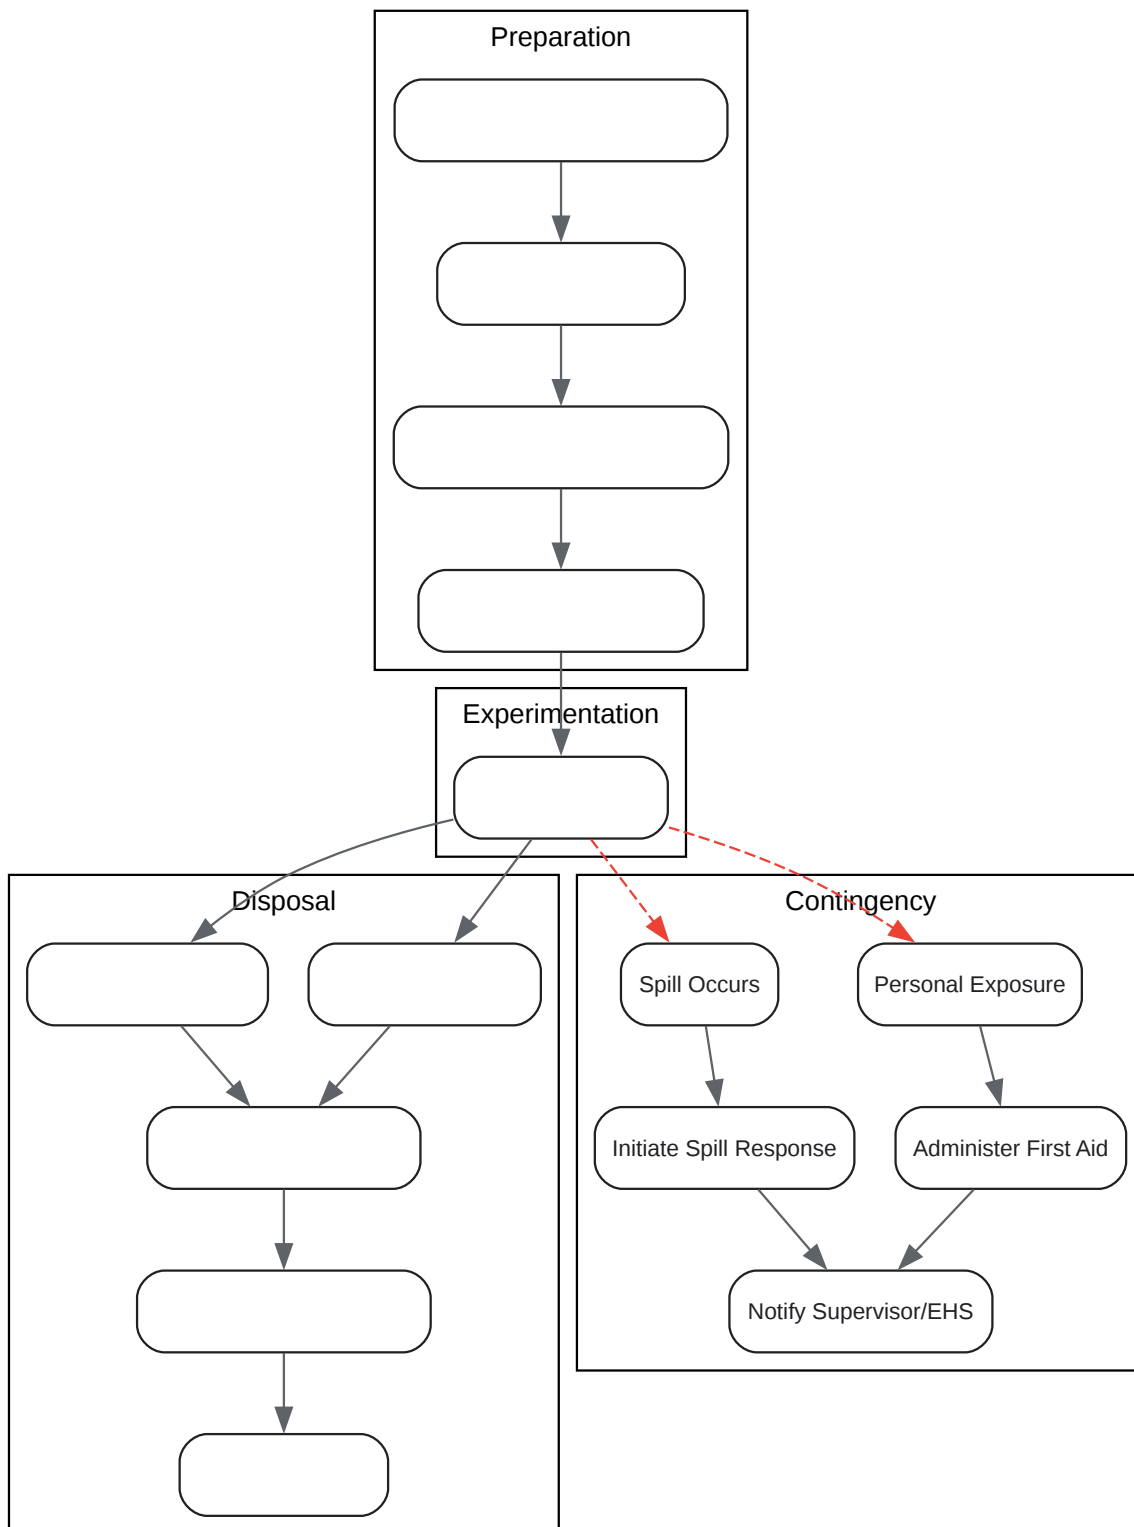 Preparation
Experimentation
Disposal
Contingency
Spill Occurs
Personal Exposure
Initiate Spill Response
Administer First Aid
Notify Supervisor/EHS